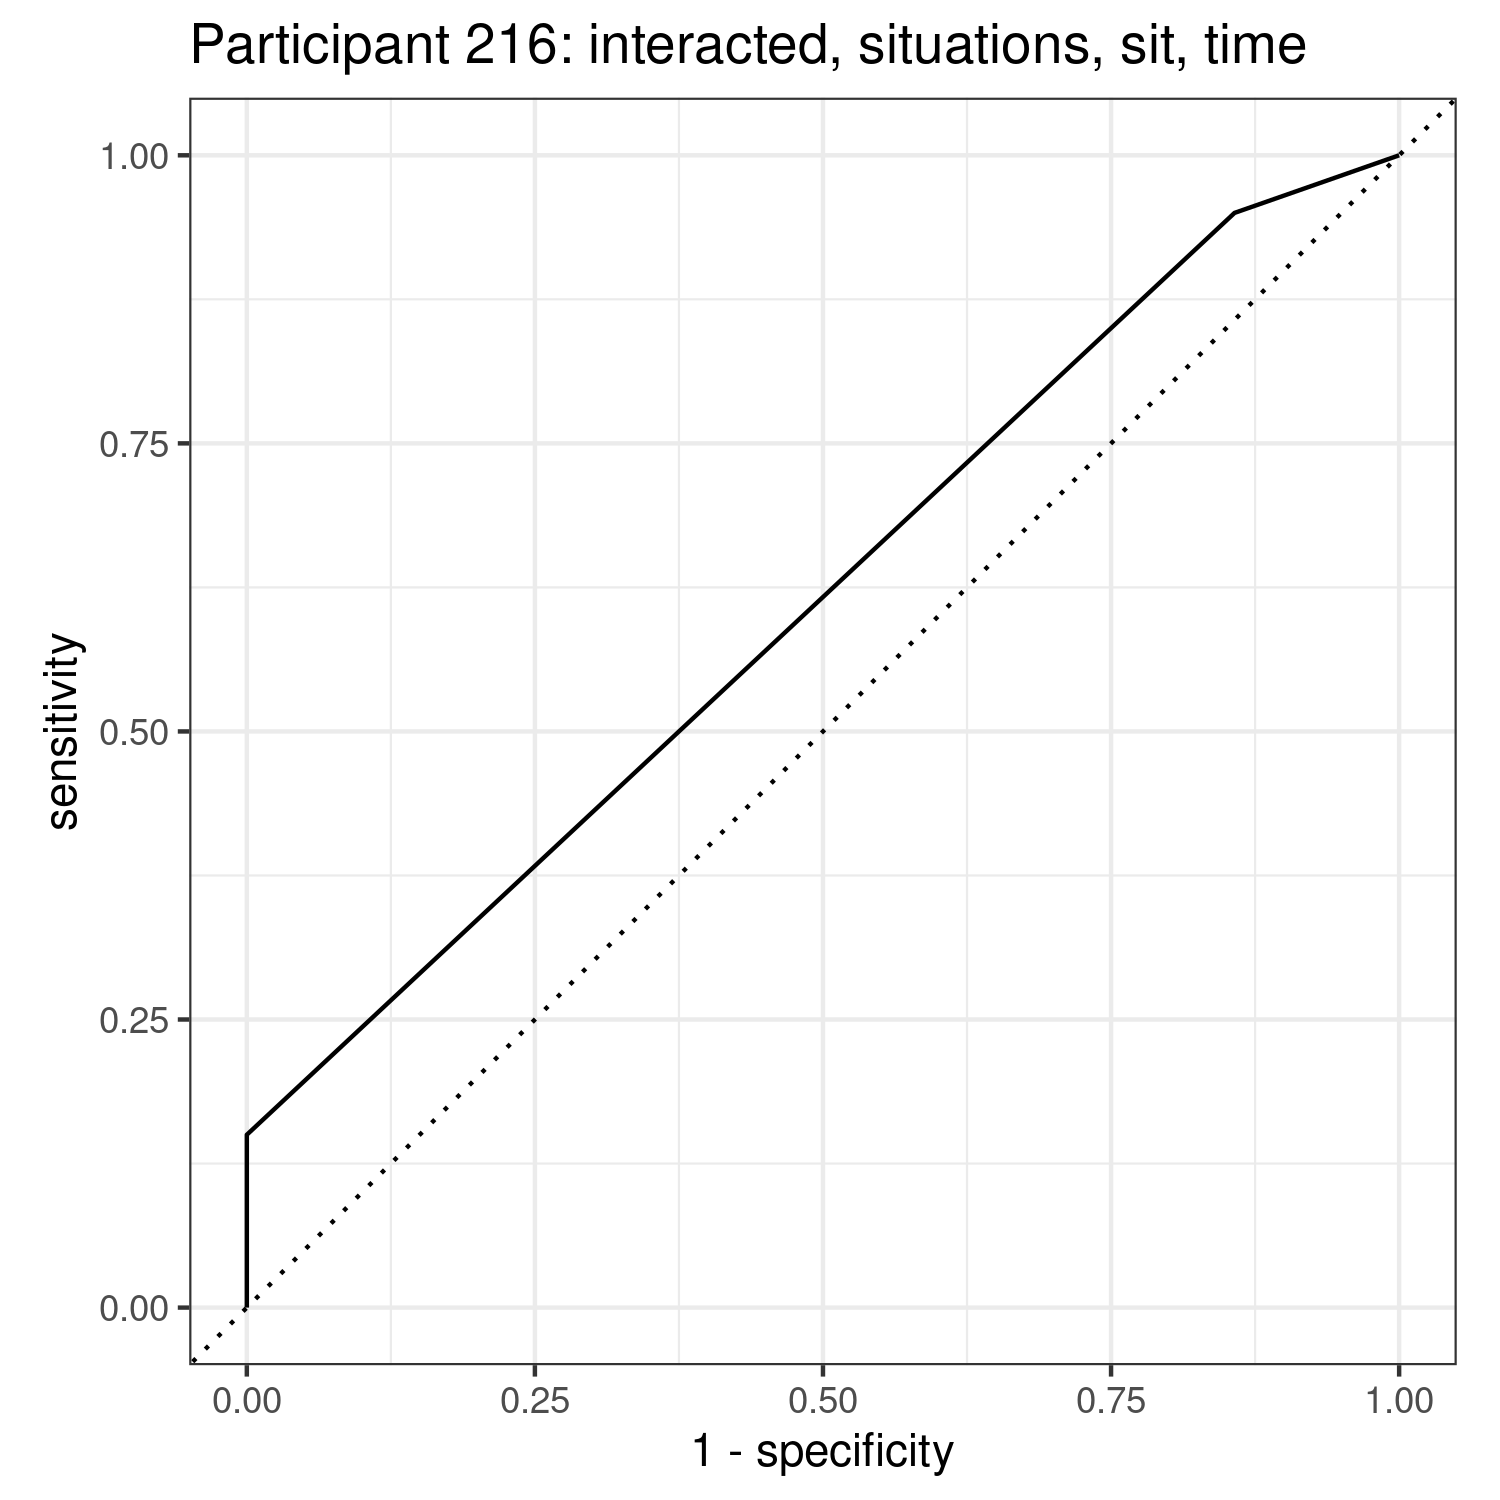 Participant 216: interacted, situations, sit, time
1.00
0.75
0.50
0.25
0.00
sensitivity
0.00 0.25 0.50 0.75 1.00
1 - specificity